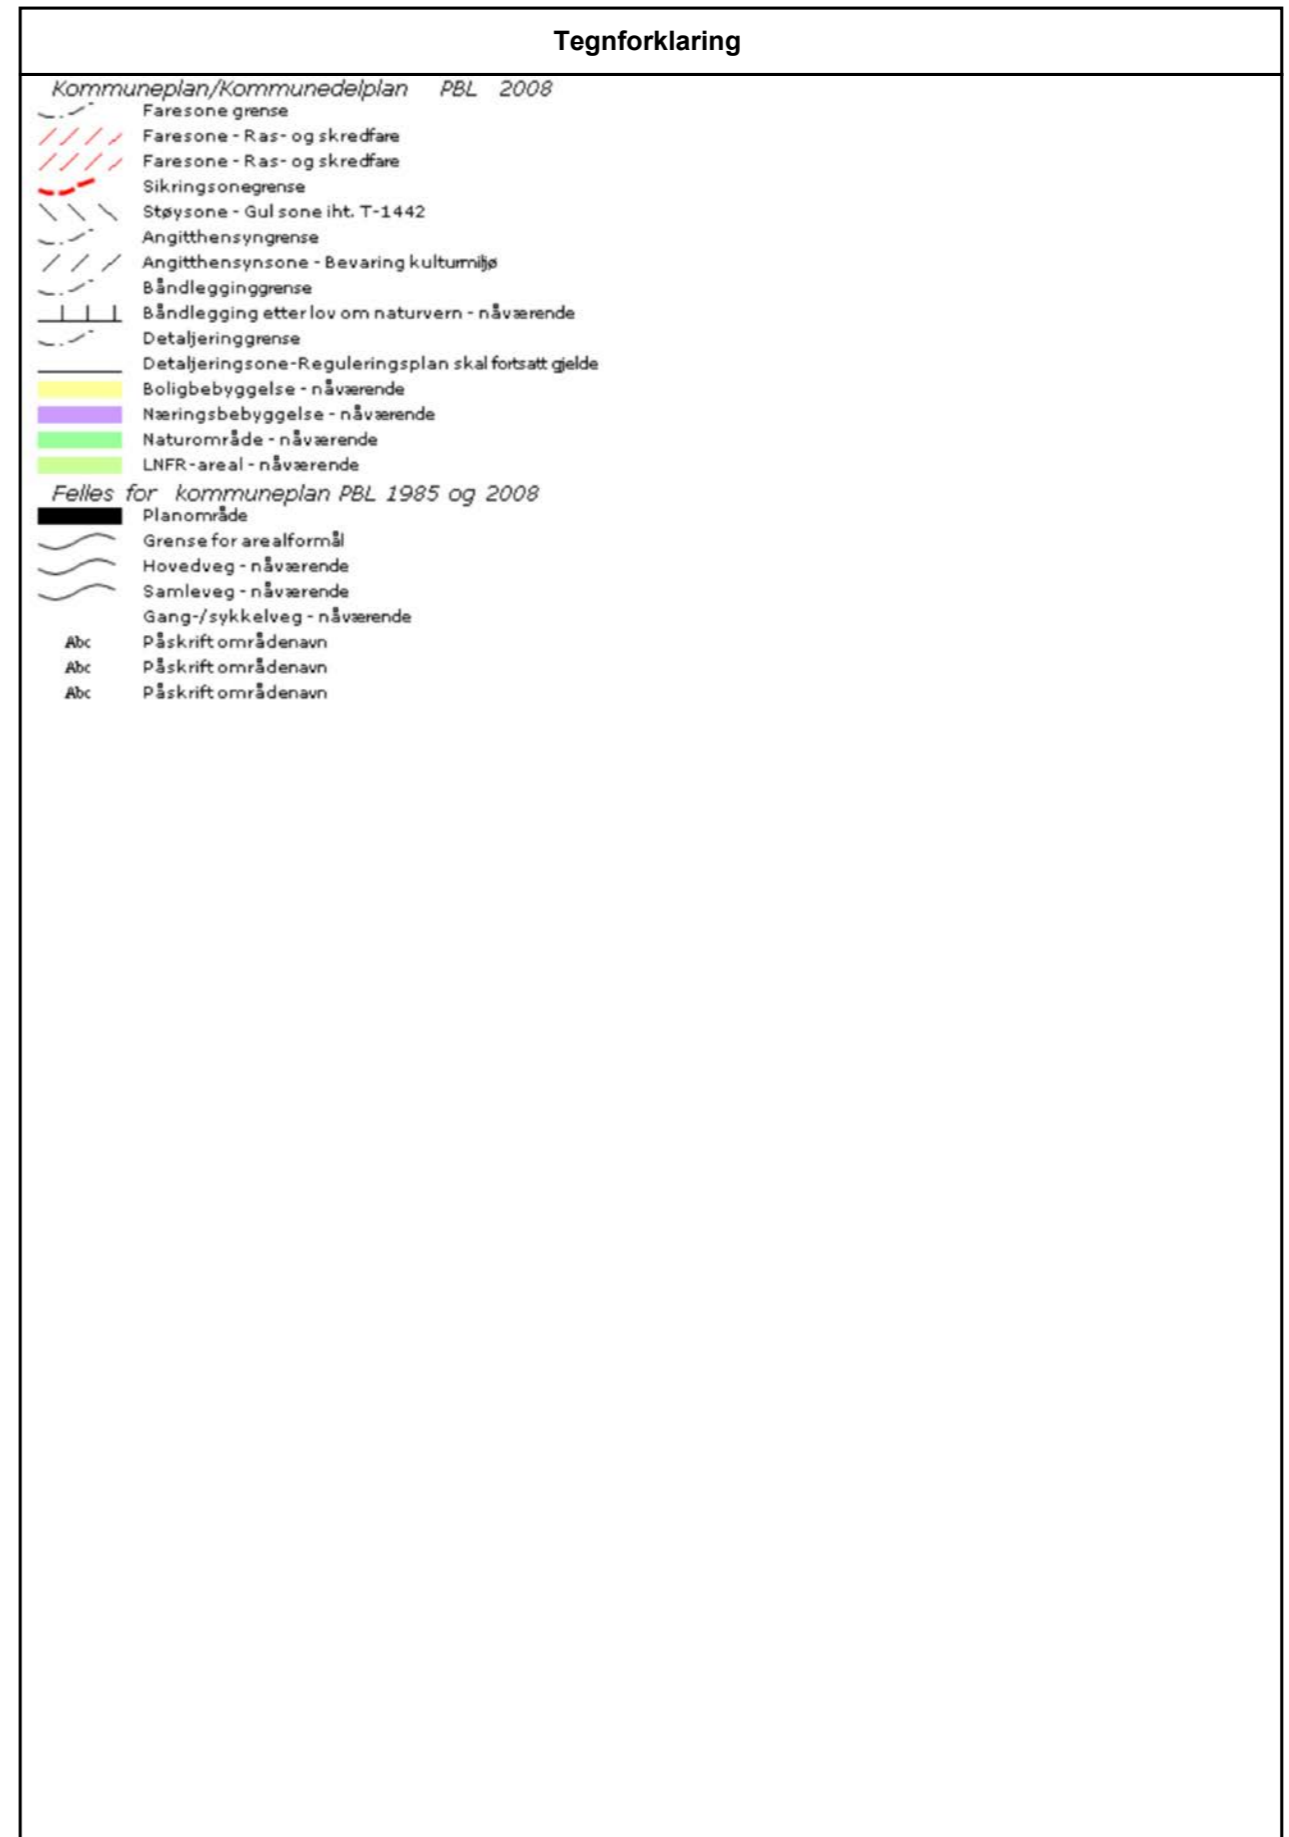 Tegnforklaring
Kommuneplan/Kommunedelplan PBL 2008
Faresone grense
Faresone - Ras- og skredfare
Faresone - Ras- og skredfare
Sikringsonegrense
Støysone - Gul sone iht. T-1442
Angitthensyngrense
Angitthensynsone - Bevaring kulturmiljø
Båndlegginggrense
Båndlegging etter lov om naturvern - nåværende
Detaljeringgrense
Detaljeringsone-Reguleringsplan skal fortsatt gjelde
Boligbebyggelse - nåværende
Næringsbebyggelse - nåværende
Naturområde - nåværende
LNFR-areal - nåværende
Felles for kommuneplan PBL 1985 og 2008
Planområde
Grense for arealformål
Hovedveg - nåværende
Samleveg - nåværende
Gang-/sykkelveg - nåværende
Abc Påskrift områdenavn
Abc Påskrift områdenavn
Abc Påskrift områdenavn